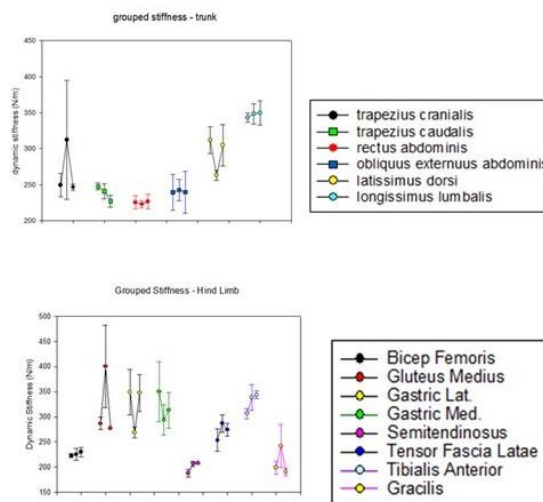 grouped stiffness - trunk
450
400
350
300
250
200
dynamic stiffness (N/m)
trapezius cranialis
trapezius caudalis
rectus abdominis
obliquus externuus abdominis
latissimus dorsi
longissimus lumbalis
Grouped Stiffness - Hind Limb
500
450
400
350
300
250
200
150
Dynamic Stiffness (N/m)
Bicep Femoris
Gluteus Medius
Gastric Lat.
Gastric Med.
Semitendinosus
Tensor Fascia Latae
Tibialis Anterior
Gracilis